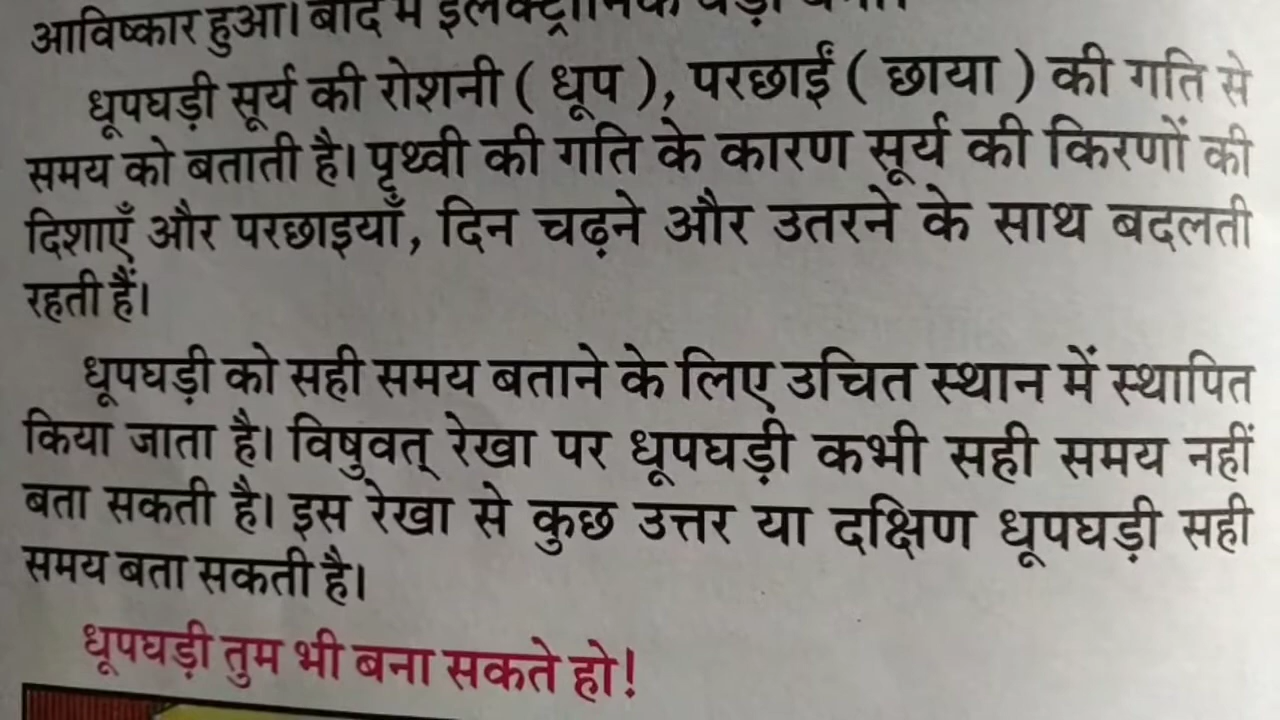 आविष्कार हुआ। बाद में इलेक्ट्रॉनिक घड़ी
धूपघड़ी सूर्य की रोशनी ( धूप ), परछाईं ( छाया ) की गति से
समय को बताती है। पृथ्वी की गति के कारण सूर्य की किरणों की
दिशाएँ और परछाइयाँ, दिन चढ़ने और उतरने के साथ बदलती
रहती हैं।
धूपघड़ी को सही समय बताने के लिए उचित स्थान में स्थापित
किया जाता है। विषुवत् रेखा पर धूपघड़ी कभी सही समय नहीं
बता सकती है। इस रेखा से कुछ उत्तर या दक्षिण धूपघड़ी सही
समय बता सकती है।
धूपघड़ी तुम भी बना सकते हो!